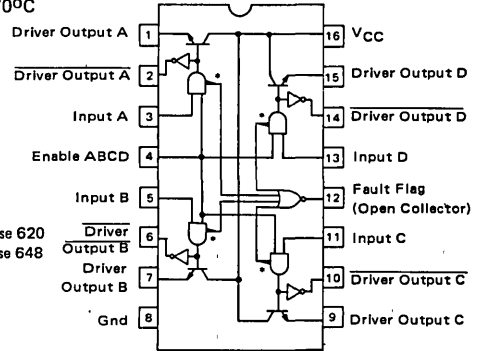 0°C
Driver Output A 1
Driver Output A 2
Input A 3
Enable ABCD 4
Input B 5
se 620
se 648
Driver
Output B 6
Driver
Output B 7
Gnd 8
16 VCC
15 Driver Output D
14 Driver Output D
13 Input D
12 Fault Flag
(Open Collector)
11 Input C
10 Driver Output C
9 Driver Output C
*
*
*
*